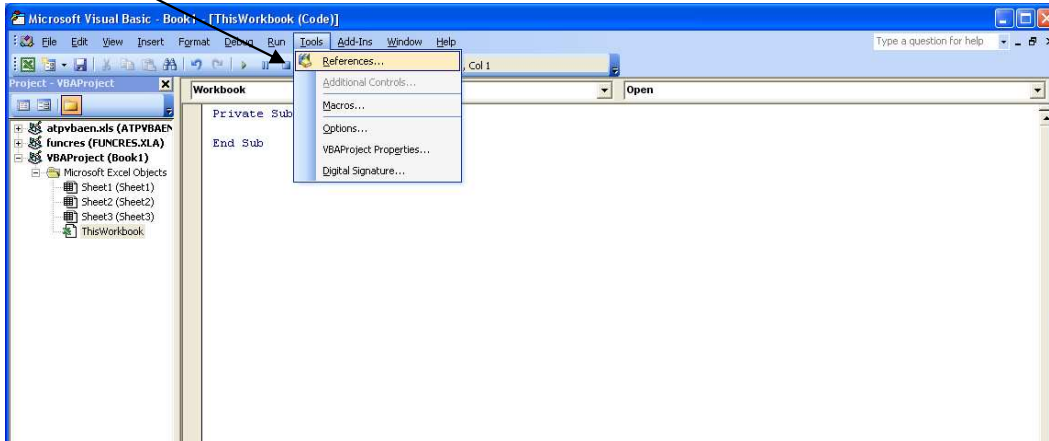 Microsoft Visual Basic - Book1 - [ThisWorkbook (Code)]
File Edit View Insert Format Debug Run Tools Add-Ins Window Help Type a question for help
, Col 1
References...
Additional Controls...
Macros...
Options...
VBAProject Properties...
Digital Signature...
Project - VBAProject
atpvbaen.xls (ATPVBAEN
funcres (FUNCRES.XLA)
VBAProject (Book1)
Microsoft Excel Objects
Sheet1 (Sheet1)
Sheet2 (Sheet2)
Sheet3 (Sheet3)
ThisWorkbook
Workbook Open
Private Sub
End Sub